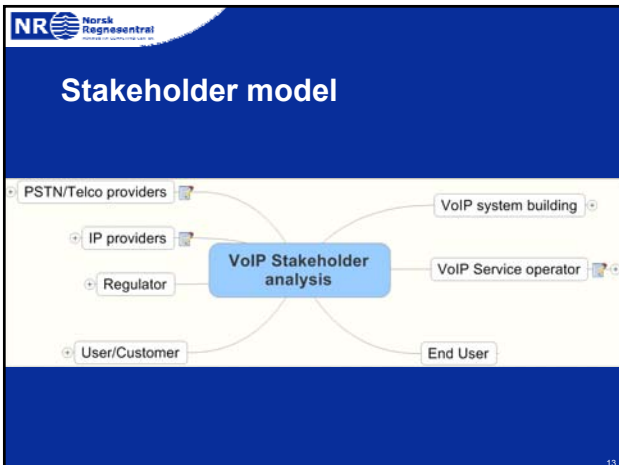 NR Norsk
Regnesentral
Stakeholder model
PSTN/Telco providers
IP providers
Regulator
User/Customer
VoIP Stakeholder
analysis
VoIP system building
VoIP Service operator
End User
13